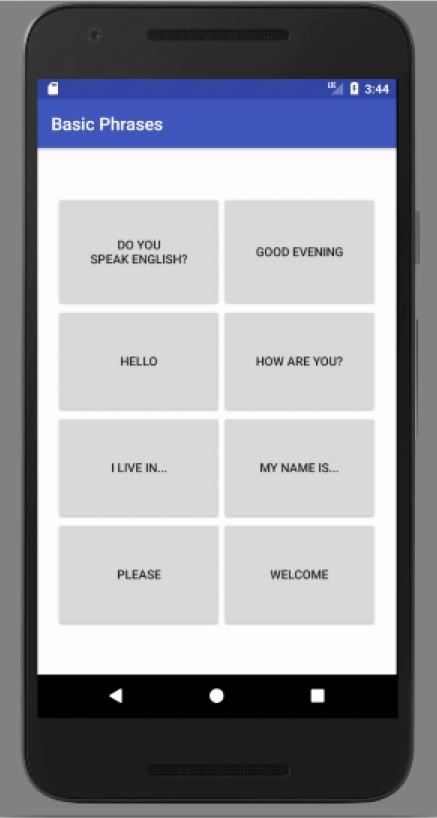 3:44
Basic Phrases
DO YOU
SPEAK ENGLISH?
GOOD EVENING
HELLO
HOW ARE YOU?
I LIVE IN...
MY NAME IS...
PLEASE
WELCOME